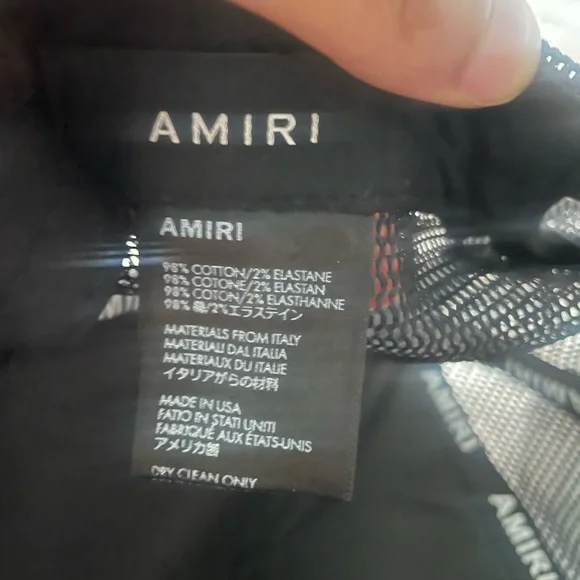 AMIRI
AMIRI
98% COTTON/2% ELASTANE
98% COTONE/2% ELASTAN
98% COTON/2% ELASTHANNE
98% 綿/2%エラステイン
MATERIALS FROM ITALY
MATERIALI DAL ITALIA
MATERIAUX DU ITALIE
イタリアがらの材料
MADE IN USA
FATIO IN STATI UNITI
FABRIQUÉ AUX ÉTATS-UNIS
アメリカ製
DRY CLEAN ONLY
AMIRI
AMIRI